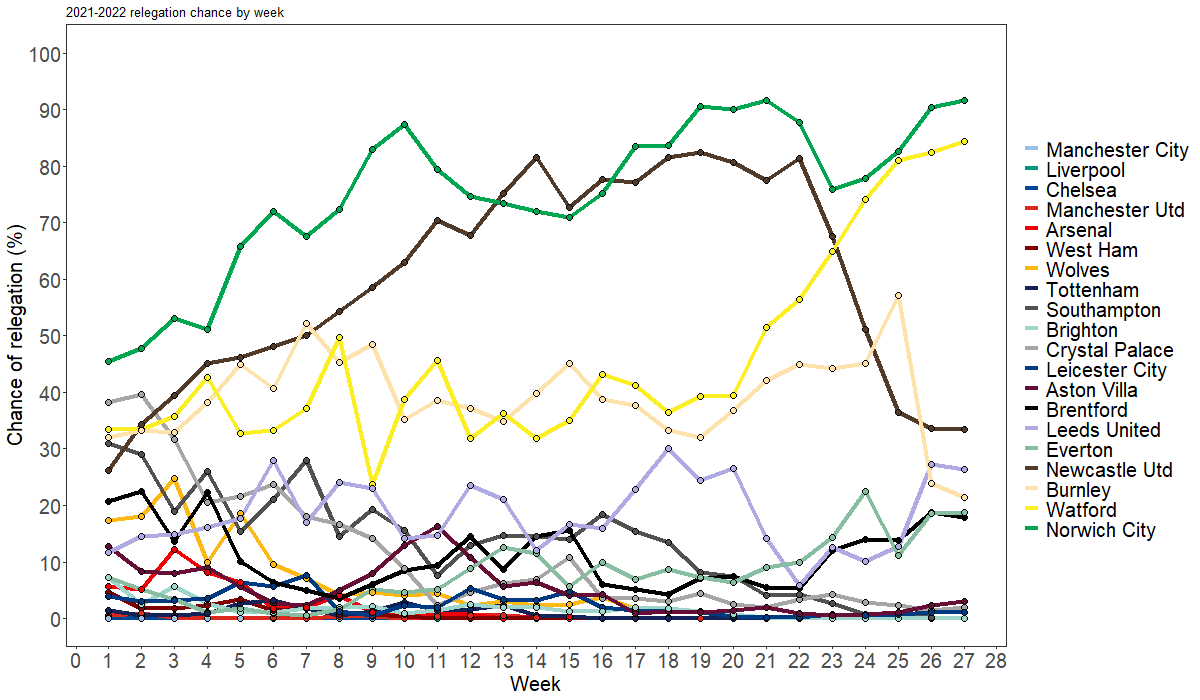 2021-2022 relegation chance by week
Chance of relegation (%)
100
90
80
70
60
50
40
30
20
10
0
0 1 2 3 4 5 6 7 8 9 10 11 12 13 14 15 16 17 18 19 20 21 22 23 24 25 26 27 28
Week
Manchester City
Liverpool
Chelsea
Manchester Utd
Arsenal
West Ham
Wolves
Tottenham
Southampton
Brighton
Crystal Palace
Leicester City
Aston Villa
Brentford
Leeds United
Everton
Newcastle Utd
Burnley
Watford
Norwich City